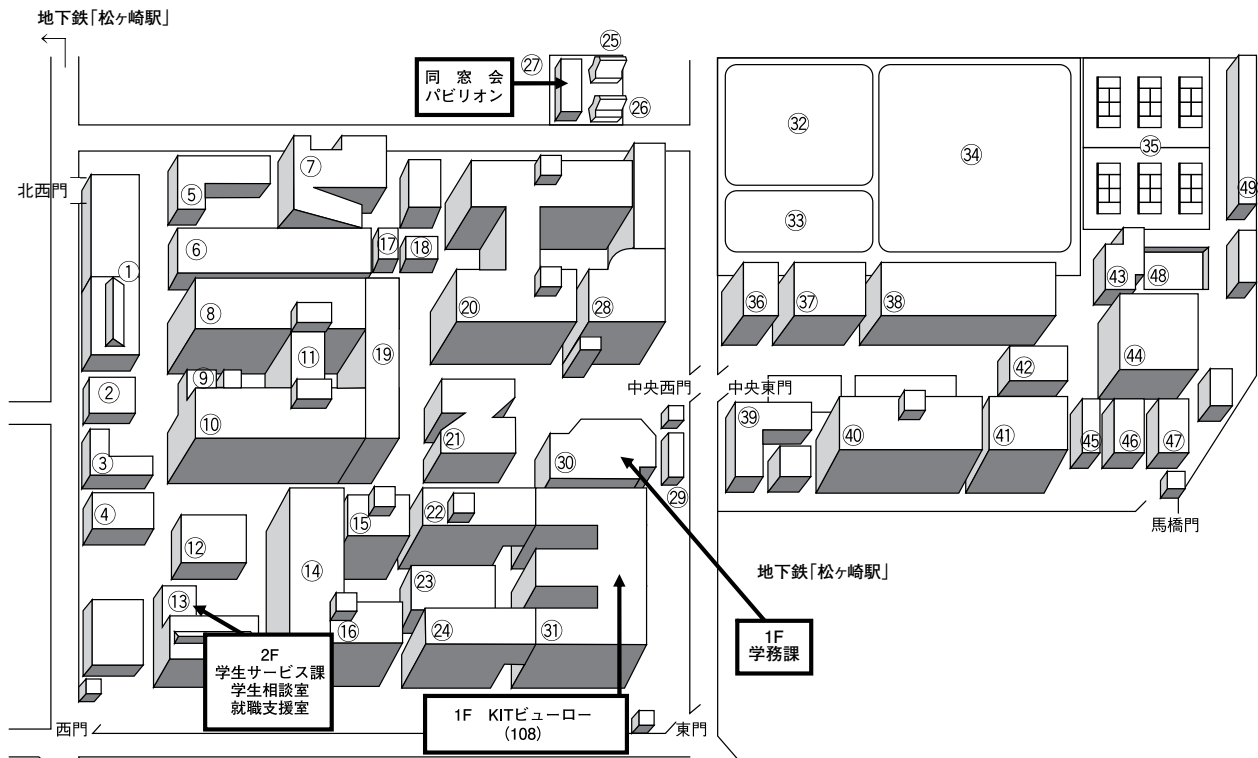 地下鉄「松ヶ崎駅」
同 窓 会
パビリオン
㉗
㉕
㉖
北西門
①
②
③
④
⑤
⑥
⑦
⑧
⑨
⑩
⑪
⑫
⑬
⑭
⑮
⑯
⑰
⑱
⑲
⑳
㉑
㉒
㉓
㉔
㉘
㉙
㉚
㉛
中央西門
中央東門
㉜
㉝
㉞
㉟
㊱
㊲
㊳
㊴
㊵
㊶
㊷
㊸
㊹
㊺
㊻
㊼
㊽
㊾
馬橋門
地下鉄「松ヶ崎駅」
1F
学務課
2F
学生サービス課
学生相談室
就職支援室
1F KITビューロー
(108)
西門
東門